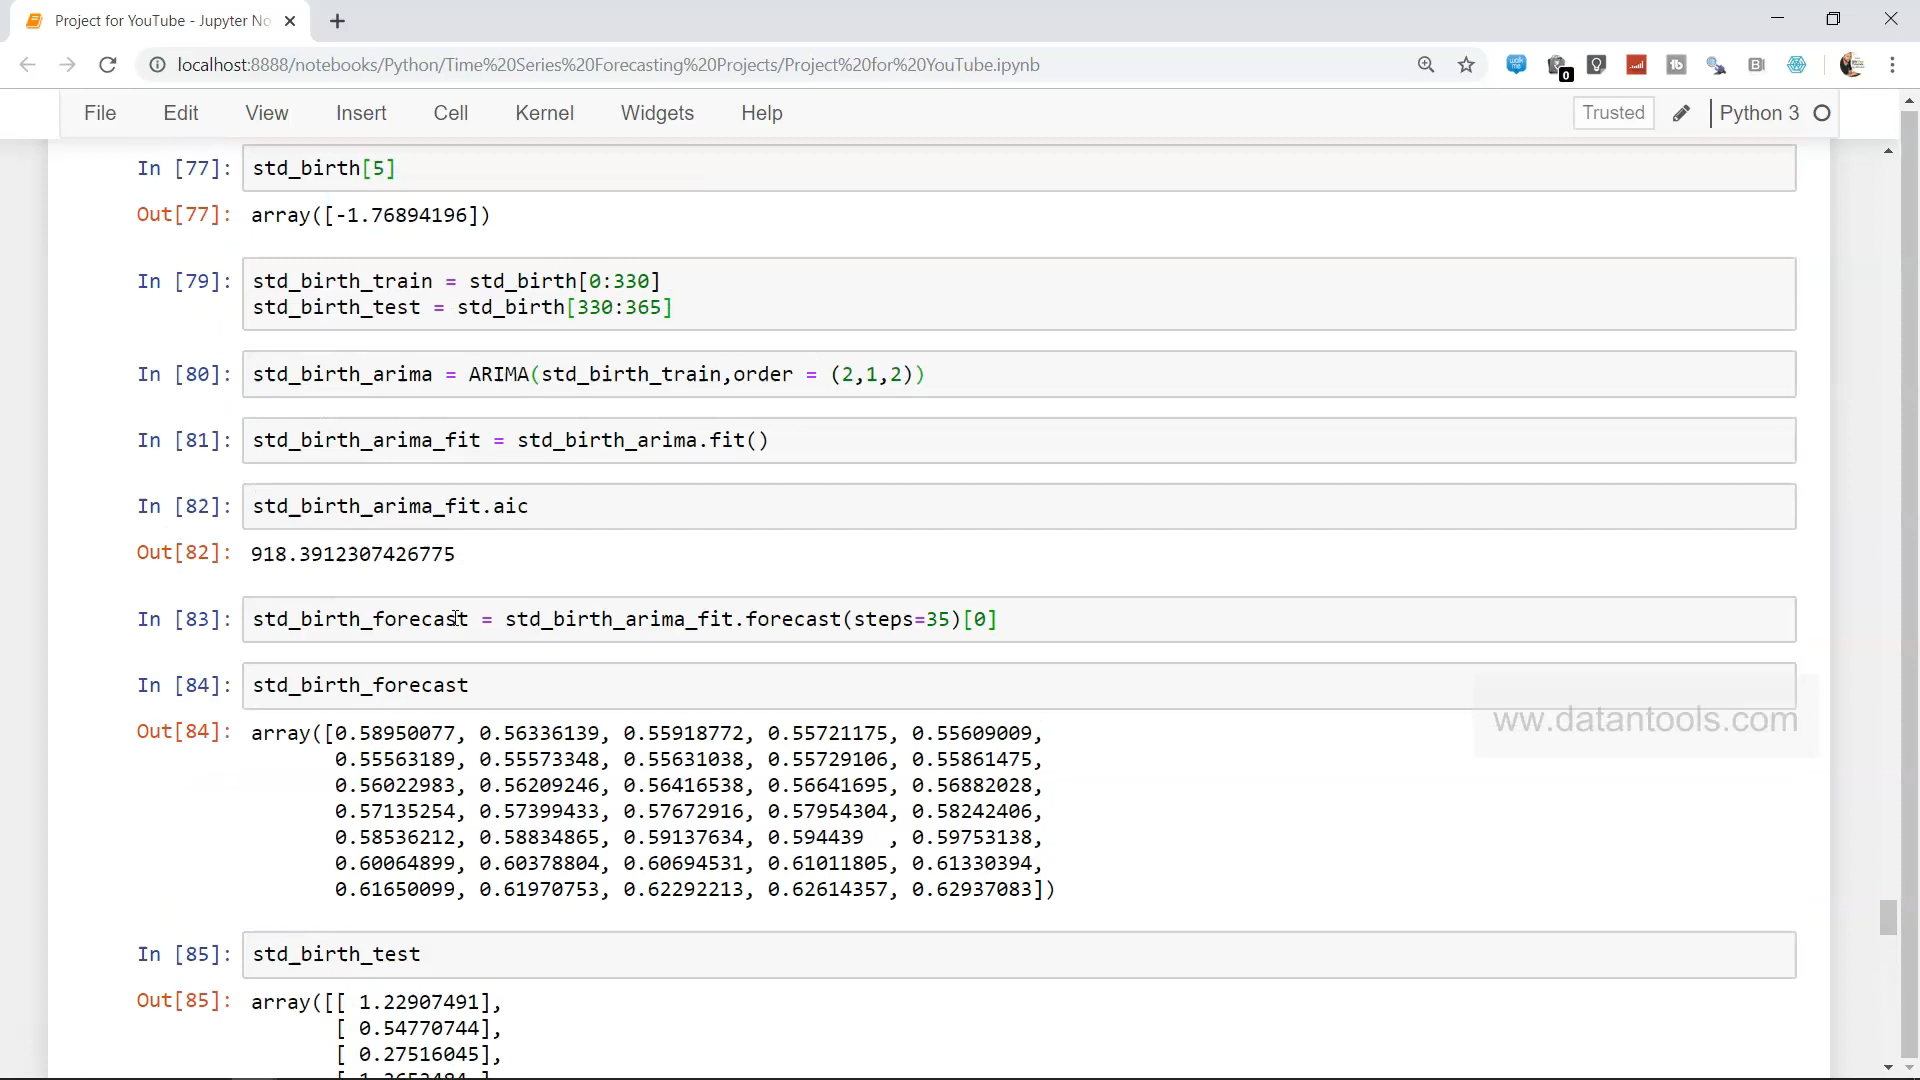 Project for YouTube - Jupyter No
localhost:8888/notebooks/Python/Time%20Series%20Forecasting%20Projects/Project%20for%20YouTube.ipynb
File Edit View Insert Cell Kernel Widgets Help Trusted Python 3
In [77]: std_birth[5]
Out[77]: array([-1.76894196])
In [79]: std_birth_train = std_birth[0:330]
std_birth_test = std_birth[330:365]
In [80]: std_birth_arima = ARIMA(std_birth_train,order = (2,1,2))
In [81]: std_birth_arima_fit = std_birth_arima.fit()
In [82]: std_birth_arima_fit.aic
Out[82]: 918.3912307426775
In [83]: std_birth_forecast = std_birth_arima_fit.forecast(steps=35)[0]
In [84]: std_birth_forecast
ww.datantools.com
Out[84]: array([0.58950077, 0.56336139, 0.55918772, 0.55721175, 0.55609009,
0.55563189, 0.55573348, 0.55631038, 0.55729106, 0.55861475,
0.56022983, 0.56209246, 0.56416538, 0.56641695, 0.56882028,
0.57135254, 0.57399433, 0.57672916, 0.57954304, 0.58242406,
0.58536212, 0.58834865, 0.59137634, 0.594439  , 0.59753138,
0.60064899, 0.60378804, 0.60694531, 0.61011805, 0.61330394,
0.61650099, 0.61970753, 0.62292213, 0.62614357, 0.62937083])
In [85]: std_birth_test
Out[85]: array([[ 1.22907491],
[ 0.54770744],
[ 0.27516045],